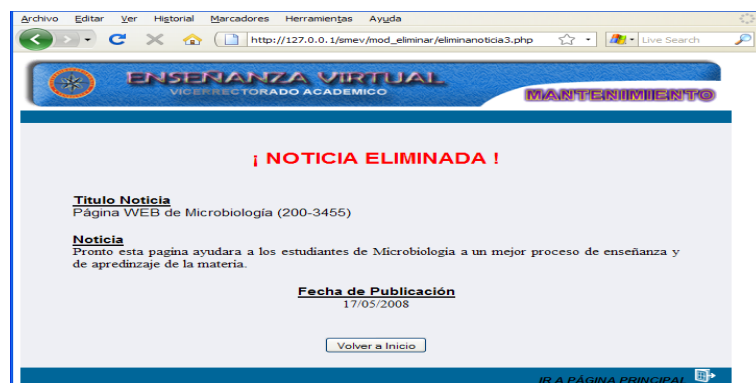 Archivo Editar Ver Historial Marcadores Herramientas Ayuda
http://127.0.0.1/smev/mod_eliminar/eliminanoticia3.php Live Search
ENSEÑANZA VIRTUAL
VICERRECTORADO ACADEMICO
MANTENIMIENTO
¡ NOTICIA ELIMINADA !
Titulo Noticia
Página WEB de Microbiología (200-3455)
Noticia
Pronto esta pagina ayudara a los estudiantes de Microbiologia a un mejor proceso de enseñanza y
de apredinzaje de la materia.
Fecha de Publicación
17/05/2008
Volver a Inicio
IR A PÁGINA PRINCIPAL